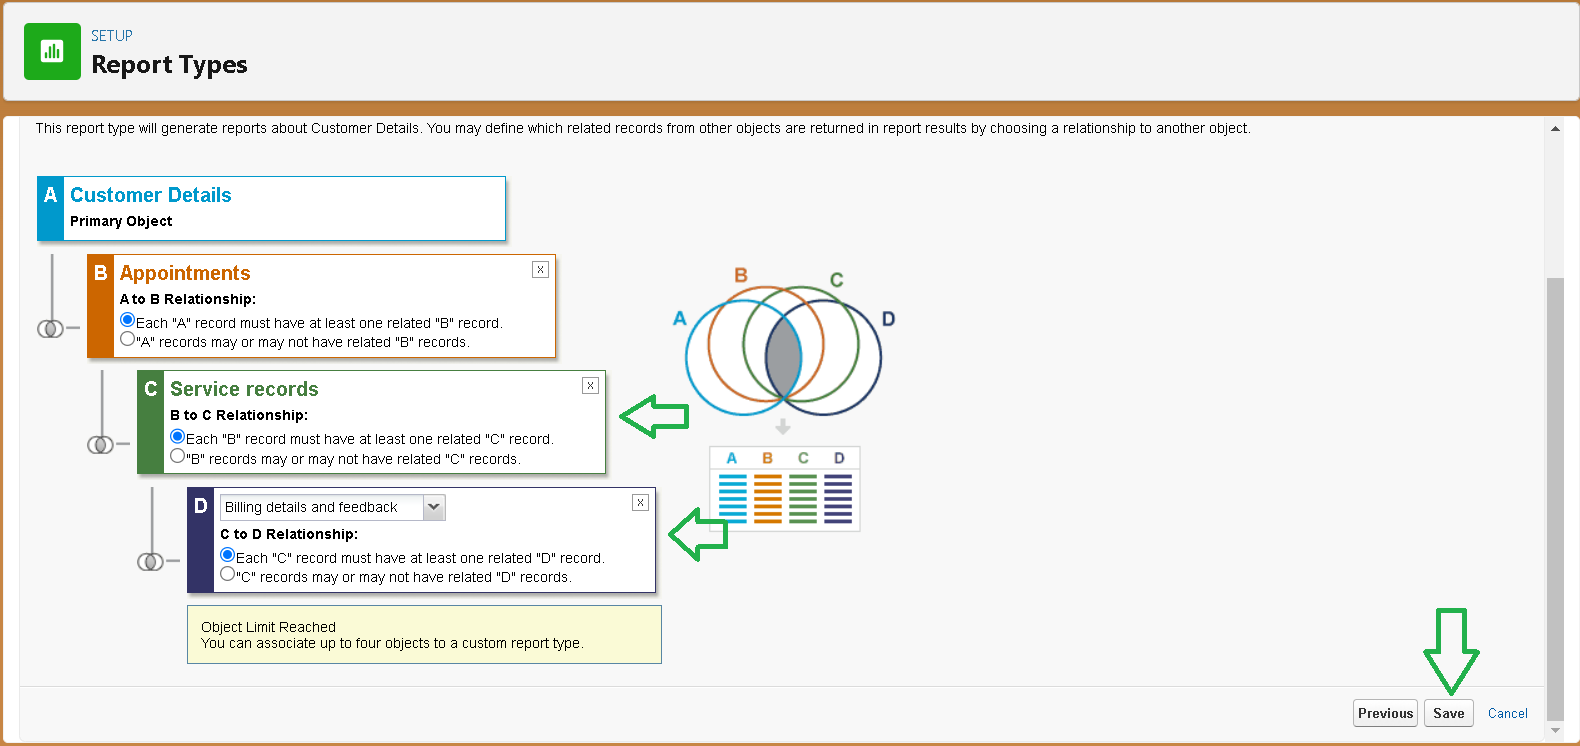 SETUP
Report Types
This report type will generate reports about Customer Details. You may define which related records from other objects are returned in report results by choosing a relationship to another object.
A Customer Details
Primary Object
B Appointments X
A to B Relationship:
Each "A" record must have at least one related "B" record.
"A" records may or may not have related "B" records.
C Service records X
B to C Relationship:
Each "B" record must have at least one related "C" record.
"B" records may or may not have related "C" records.
D Billing details and feedback X
C to D Relationship:
Each "C" record must have at least one related "D" record.
"C" records may or may not have related "D" records.
Object Limit Reached
You can associate up to four objects to a custom report type.
B C
A D
A B C D
Previous Save Cancel